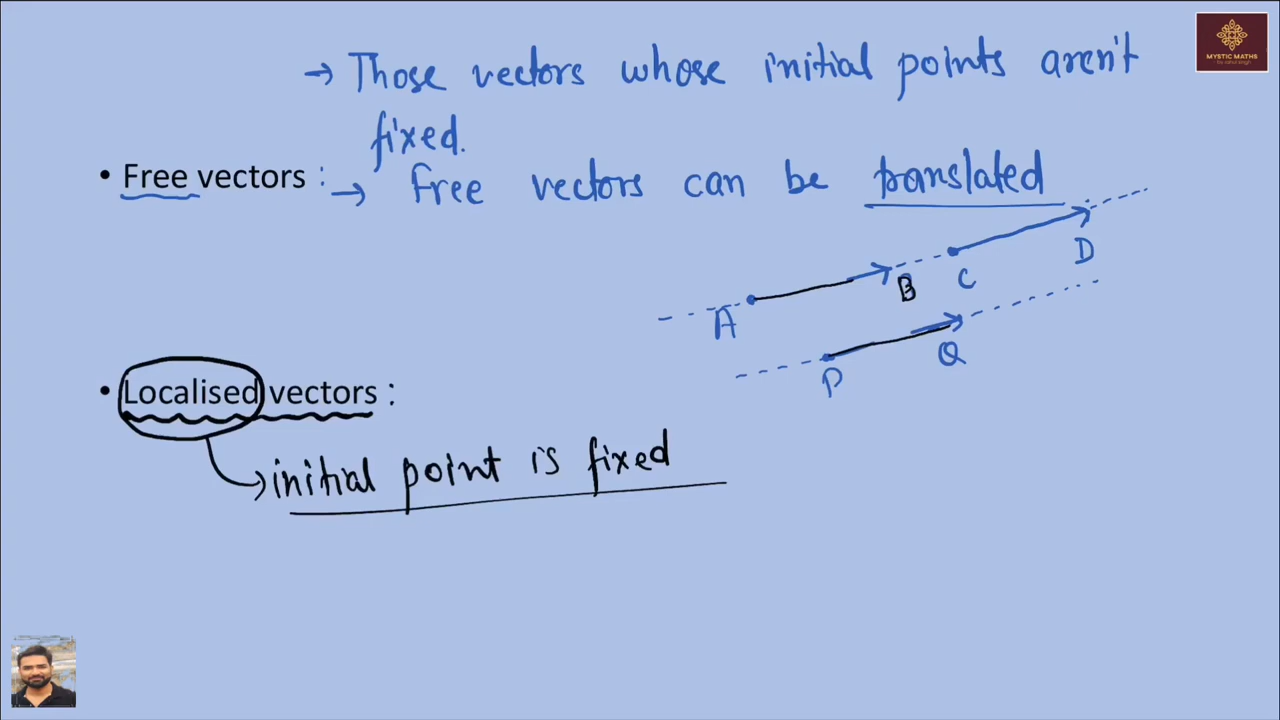 MYSTIC MATHS
→ Those vectors whose initial points aren't
fixed.
• Free vectors : → Free vectors can be translated
A B C D
P Q
• Localised vectors :
→ initial point is fixed